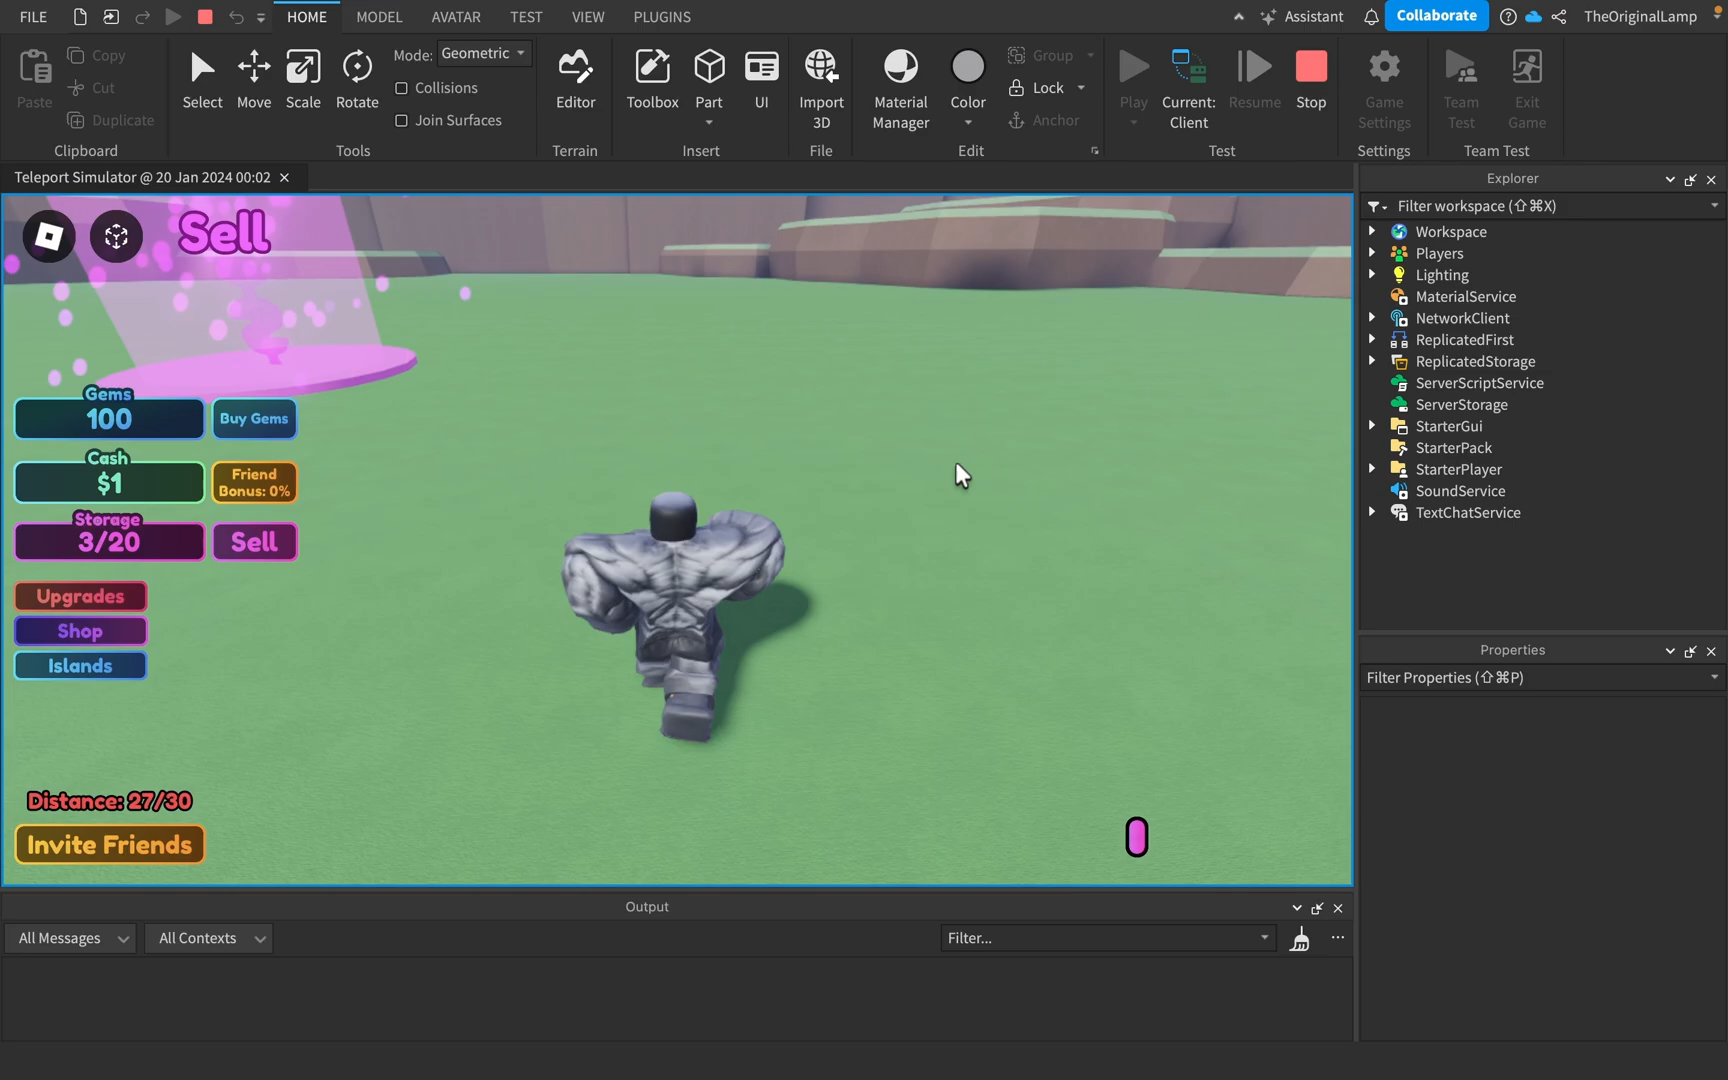 FILE
HOME
MODEL
AVATAR
TEST
VIEW
PLUGINS
Assistant
Collaborate
TheOriginalLamp
Paste
Copy
Cut
Duplicate
Clipboard
Select
Move
Scale
Rotate
Mode: Geometric
Collisions
Join Surfaces
Tools
Editor
Terrain
Toolbox
Part
UI
Insert
Import
3D
File
Material
Manager
Color
Group
Lock
Anchor
Edit
Play
Current:
Client
Resume
Stop
Test
Game
Settings
Settings
Team
Test
Exit
Game
Team Test
Teleport Simulator @ 20 Jan 2024 00:02
Sell
Gems
100
Buy Gems
Cash
$1
Friend
Bonus: 0%
Storage
3/20
Sell
Upgrades
Shop
Islands
Distance: 27/30
Invite Friends
Explorer
Filter workspace (⇧⌘X)
Workspace
Players
Lighting
MaterialService
NetworkClient
ReplicatedFirst
ReplicatedStorage
ServerScriptService
ServerStorage
StarterGui
StarterPack
StarterPlayer
SoundService
TextChatService
Properties
Filter Properties (⇧⌘P)
Output
All Messages
All Contexts
Filter...